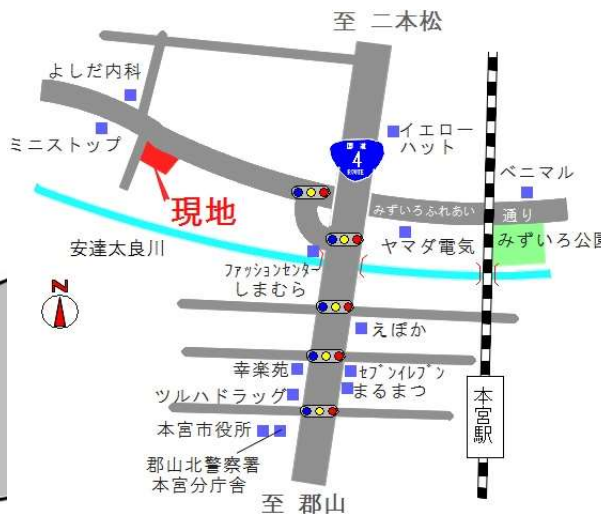 至 二本松
よしだ内科
ミニストップ
イエロー
ハット
国道
4
ROUTE
ベニマル
現地
みずいろふれあい 通り
安達太良川
ヤマダ電気
みずいろ公園
ファッションセンター
しまむら
N
えぽか
幸楽苑
セブンイレブン
まるまつ
ツルハドラッグ
本宮駅
本宮市役所
郡山北警察署
本宮分庁舎
至 郡山